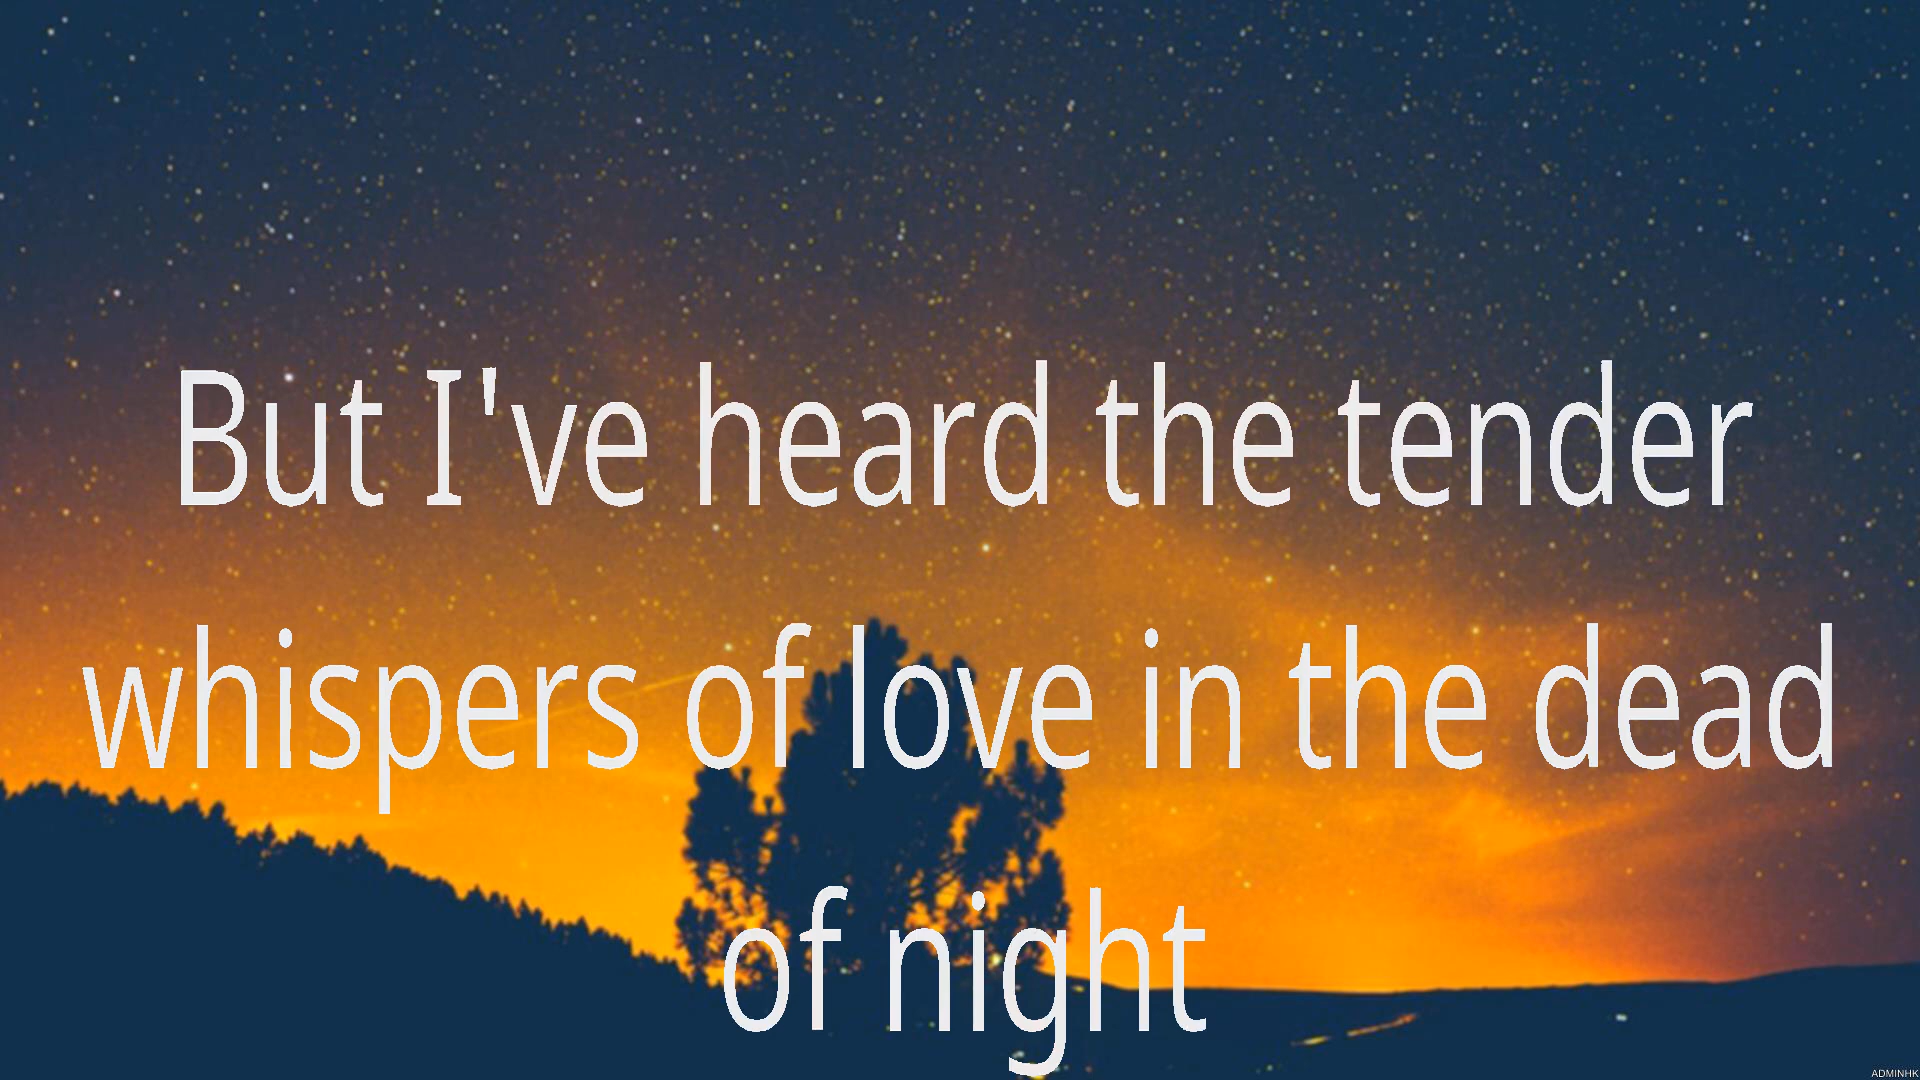 But I've heard the tender
whispers of love in the dead
of night
ADMINHK